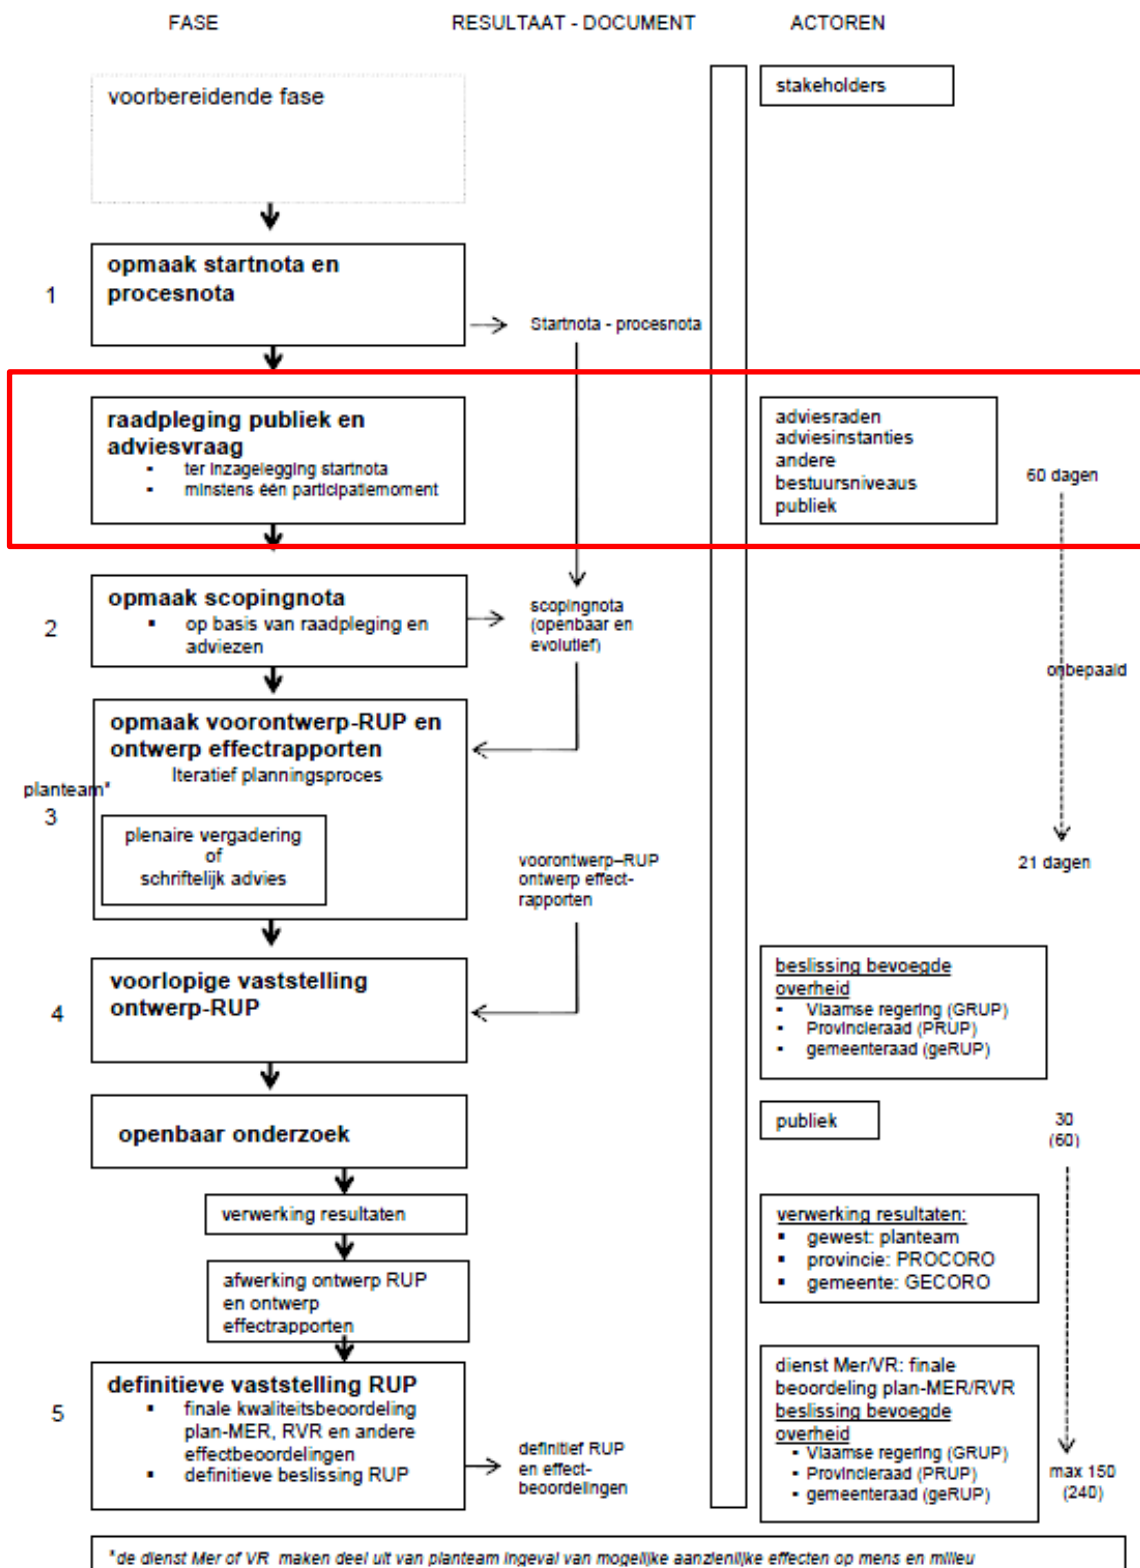 FASE
RESULTAAT - DOCUMENT
ACTOREN
voorbereidende fase
stakeholders
1
opmaak startnota en
procesnota
Startnota - procesnota
raadpleging publiek en
adviesvraag
▪ ter inzagelegging startnota
▪ minstens één participatiemoment
adviesraden
adviesinstanties
andere
bestuursniveaus
publiek
60 dagen
2
opmaak scopingnota
▪ op basis van raadpleging en
adviezen
scopingnota
(openbaar en
evolutief)
onbepaald
opmaak voorontwerp-RUP en
ontwerp effectrapporten
Iteratief planningsproces
planteam*
3
plenaire vergadering
of
schriftelijk advies
voorontwerp–RUP
ontwerp effect-
rapporten
21 dagen
4
voorlopige vaststelling
ontwerp-RUP
beslissing bevoegde
overheid
▪ Vlaamse regering (GRUP)
▪ Provincieraad (PRUP)
▪ gemeenteraad (geRUP)
openbaar onderzoek
publiek
30
(60)
verwerking resultaten
verwerking resultaten:
▪ gewest: planteam
▪ provincie: PROCORO
▪ gemeente: GECORO
afwerking ontwerp RUP
en ontwerp
effectrapporten
5
definitieve vaststelling RUP
▪ finale kwaliteitsbeoordeling
plan-MER, RVR en andere
effectbeoordelingen
▪ definitieve beslissing RUP
definitief RUP
en effect-
beoordelingen
dienst Mer/VR: finale
beoordeling plan-MER/RVR
beslissing bevoegde
overheid
▪ Vlaamse regering (GRUP)
▪ Provincieraad (PRUP)
▪ gemeenteraad (geRUP)
max 150
(240)
*de dienst Mer of VR maken deel uit van planteam ingeval van mogelijke aanzienlijke effecten op mens en milieu